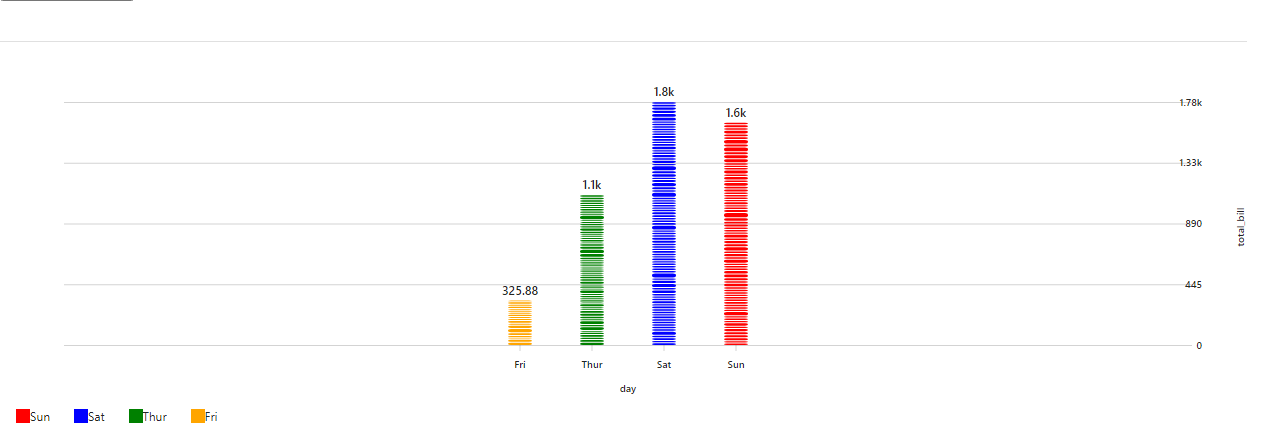 1.8k
1.78k
1.6k
1.33k
1.1k
890
total_bill
325.88
445
0
Fri Thur Sat Sun
day
Sun Sat Thur Fri